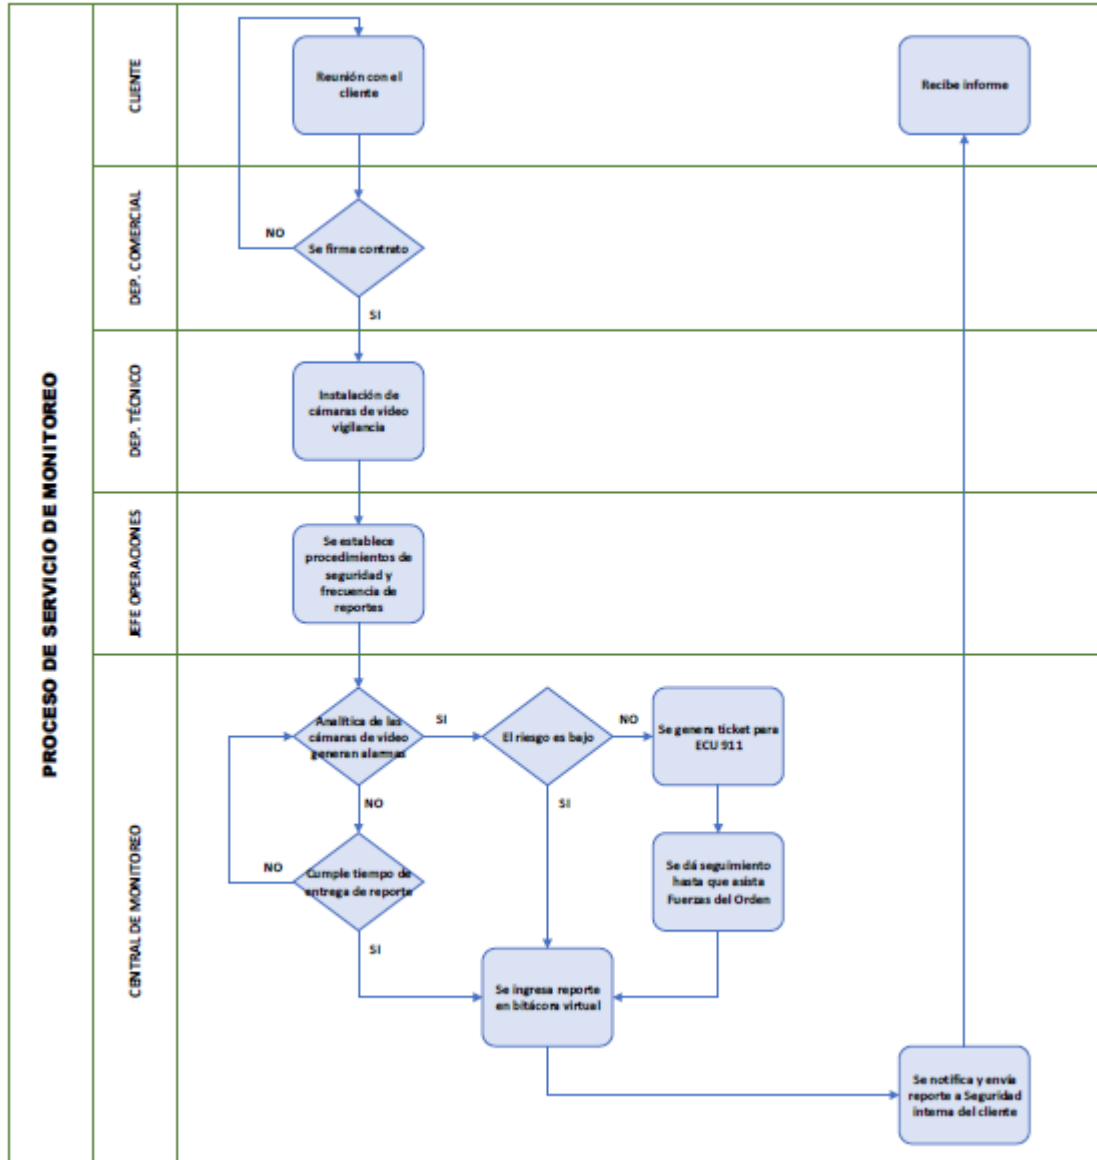 PROCESO DE SERVICIO DE MONITOREO
CLIENTE
Reunión con el
cliente
Recibe informe
DEP. COMERCIAL
NO
Se firma contrato
SI
DEP. TÉCNICO
Instalación de
cámaras de video
vigilancia
JEFE OPERACIONES
Se establece
procedimientos de
seguridad y
frecuencia de
reportes
CENTRAL DE MONITOREO
Analítica de las
cámaras de video
generan alarmas
SI
El riesgo es bajo
NO
Se genera ticket para
ECU 911
NO
SI
NO
Cumple tiempo de
entrega de reporte
Se dá seguimiento
hasta que asista
Fuerzas del Orden
SI
Se ingresa reporte
en bitácora virtual
Se notifica y envía
reporte a Seguridad
interna del cliente